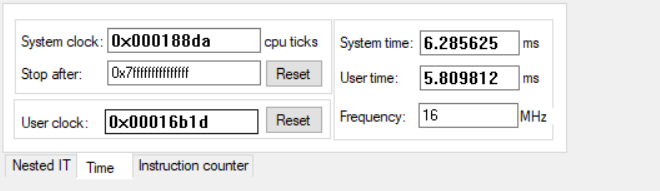 System clock: 0x000188da cpu ticks
Stop after: 0x7fffffffffffffff Reset
User clock: 0x00016b1d Reset
System time: 6.285625 ms
User time: 5.809812 ms
Frequency: 16 MHz
Nested IT Time Instruction counter